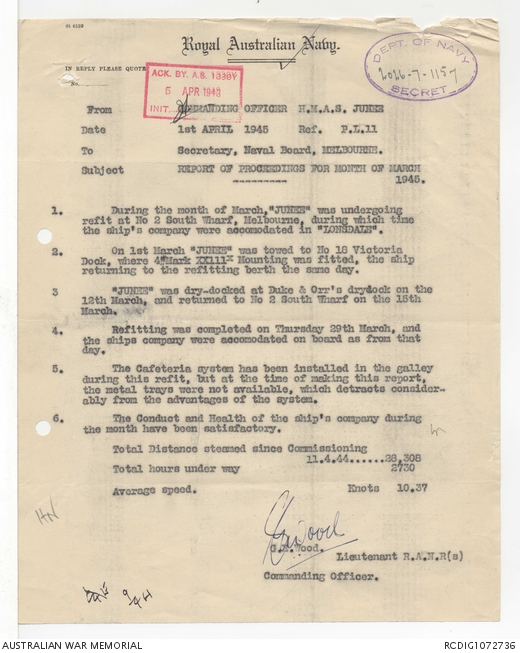 Royal Australian Navy.
IN REPLY PLEASE QUOTE
No.
DEPT. OF NAVY
2026-7-1157
SECRET
ACK. BY. A.S.
5 APR 1948
INIT.
From COMMANDING OFFICER H.M.A.S. JUNEE
Date 1st APRIL 1945 Ref. P.L.11
To Secretary, Naval Board, MELBOURNE.
Subject REPORT OF PROCEEDINGS FOR MONTH OF MARCH
1945.
1. During the month of March,"JUNEE" was undergoing
refit at No 2 South Wharf, Melbourne, during which time
the ship's company were accomodated in "LONSDALE".
2. On 1st March "JUNEE" was towed to No 18 Victoria
Dock, where 4" Mark XX111x Mounting was fitted, the ship
returning to the refitting berth the same day.
3 "JUNEE" was dry-docked at Duke & Orr's drydock on the
12th March, and returned to No 2 South Wharf on the 15th
March.
4. Refitting was completed on Thursday 29th March, and
the ships company were accomodated on board as from that
day.
5. The Cafeteria system has been installed in the galley
during this refit, but at the time of making this report,
the metal trays were not available, which detracts consider-
ably from the advantages of the system.
6. The Conduct and Health of the ship's company during
the month have been satisfactory.
Total Distance steamed since Commissioning
11.4.44......28,308
Total hours under way 2730
Average speed. Knots 10.37
HN
Wood.
Lieutenant R.A.N.R(s)
Commanding Officer.
AUSTRALIAN WAR MEMORIAL
RCDIG1072736